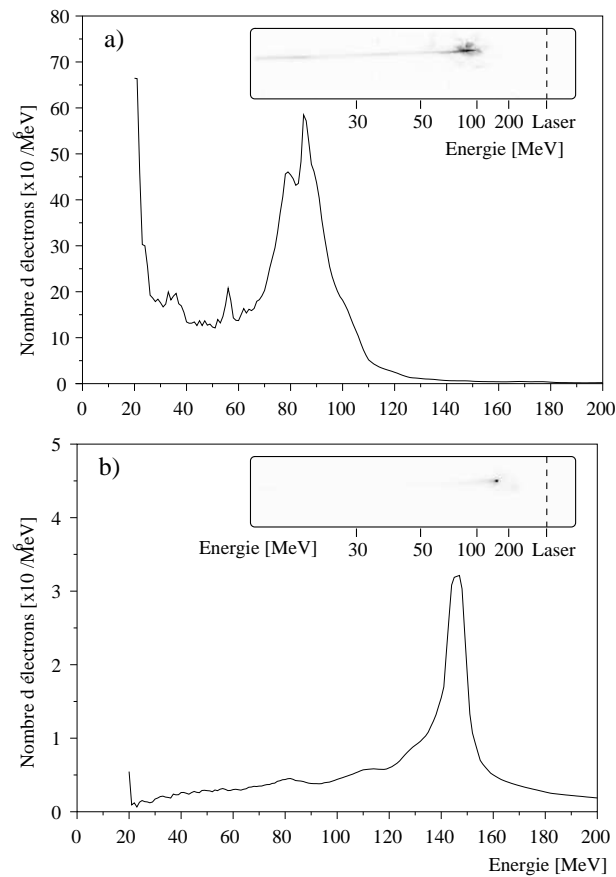 a)
80
70
60
50
40
30
20
10
0
Nombre d électrons [x10⁶/MeV]
30 50 100 200 Laser
Energie [MeV]
0 20 40 60 80 100 120 140 160 180 200
b)
5
4
3
2
1
0
Nombre d électrons [x10⁶/MeV]
Energie [MeV] 30 50 100 200 Laser
0 20 40 60 80 100 120 140 160 180 200
Energie [MeV]